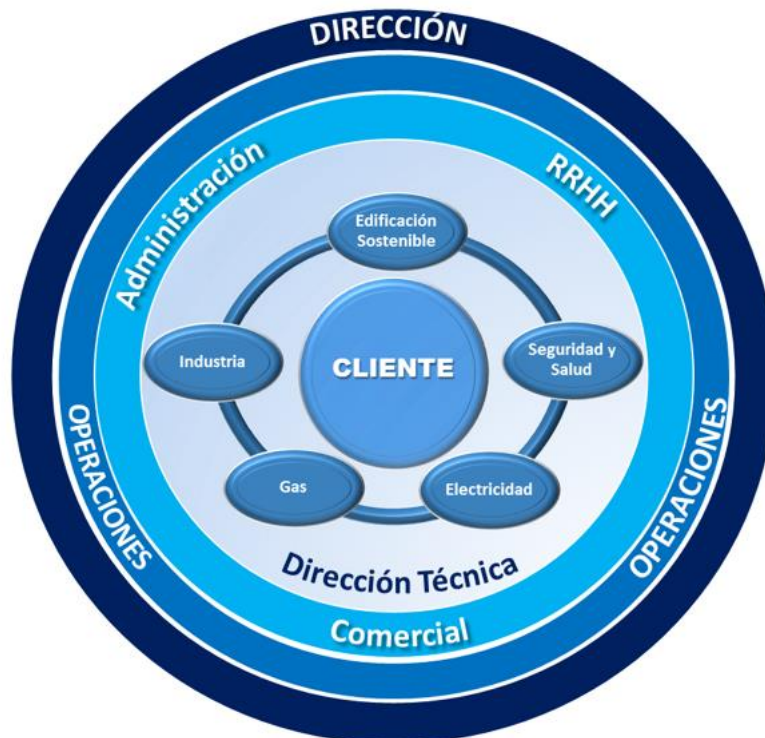 DIRECCIÓN
Administración
RRHH
Edificación
Sostenible
Industria
CLIENTE
Seguridad y
Salud
Gas
Electricidad
OPERACIONES
OPERACIONES
Dirección Técnica
Comercial